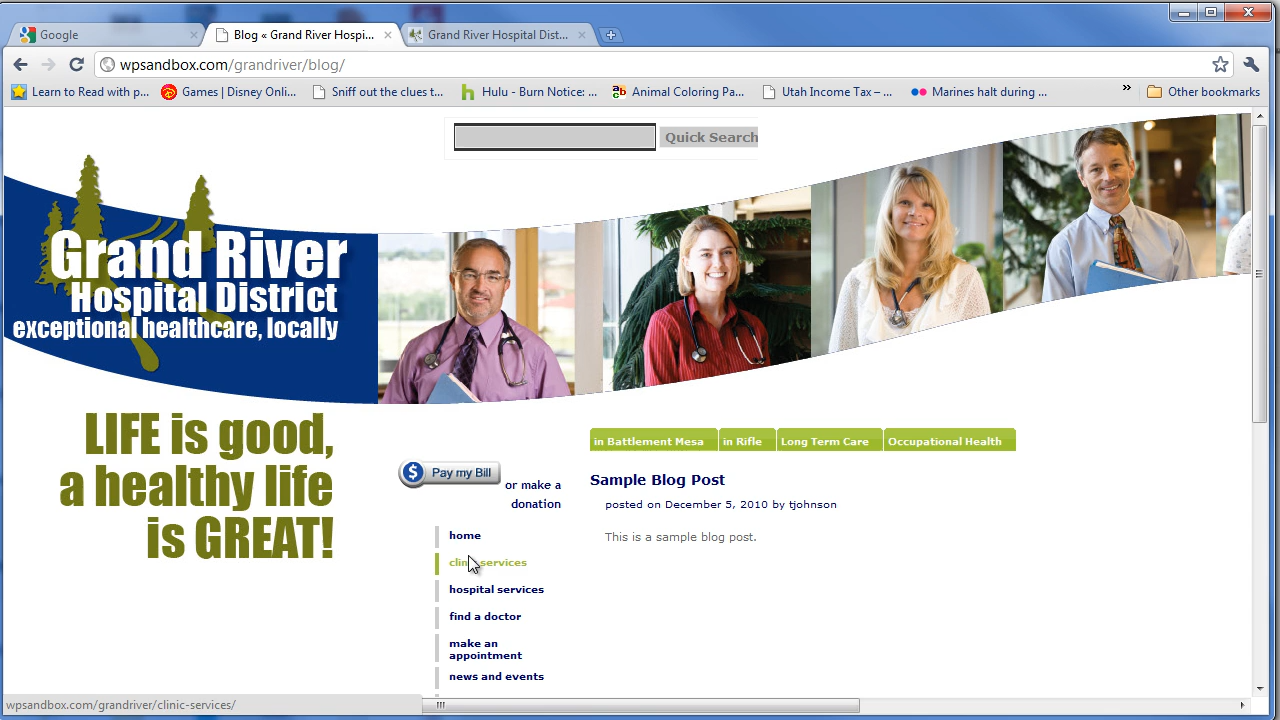 Google
Blog « Grand River Hospi...
Grand River Hospital Dist...
wpsandbox.com/grandriver/blog/
Learn to Read with p...
Games | Disney Onli...
Sniff out the clues t...
Hulu - Burn Notice: ...
Animal Coloring Pa...
Utah Income Tax – ...
Marines halt during ...
»
Other bookmarks
Quick Search
Grand River
Hospital District
exceptional healthcare, locally
LIFE is good,
a healthy life
is GREAT!
in Battlement Mesa
in Rifle
Long Term Care
Occupational Health
$ Pay my Bill
or make a
donation
Sample Blog Post
posted on December 5, 2010 by tjohnson
This is a sample blog post.
home
clinic services
hospital services
find a doctor
make an
appointment
news and events
wpsandbox.com/grandriver/clinic-services/